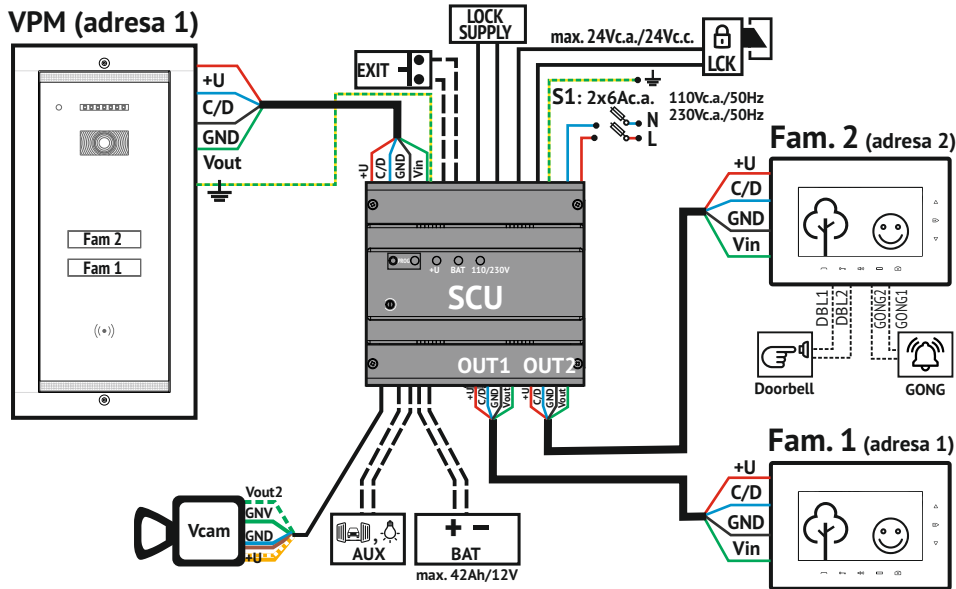 VPM (adresa 1)
+U
C/D
GND
Vout
Fam 2
Fam 1
EXIT
LOCK
SUPPLY
max. 24Vc.a./24Vc.c.
LCK
S1: 2x6Ac.a.
110Vc.a./50Hz
230Vc.a./50Hz
N
L
+U
C/D
GND
Vin
PROG
+U
BAT
110/230V
SCU
OUT1
OUT2
+U
C/D
GND
Vout
+U
C/D
GND
Vout
Fam. 2 (adresa 2)
+U
C/D
GND
Vin
DBL1
DBL2
GONG2
GONG1
Doorbell
GONG
Fam. 1 (adresa 1)
+U
C/D
GND
Vin
Vcam
Vout2
GNV
GND
+U
,
AUX
+ −
BAT
max. 42Ah/12V